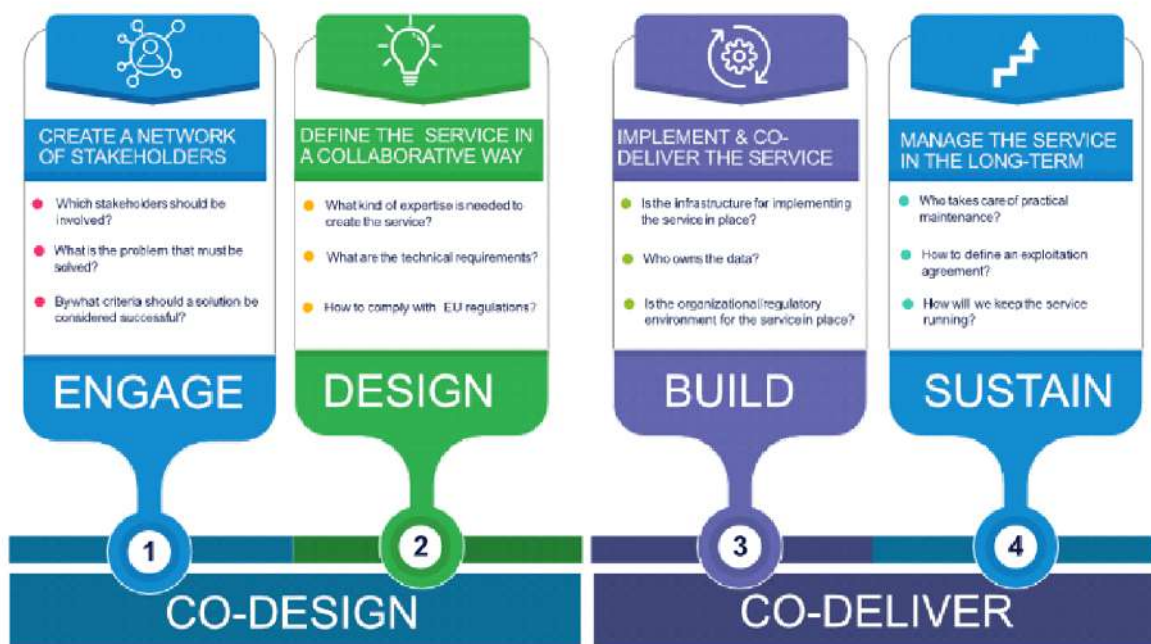 CREATE A NETWORK
OF STAKEHOLDERS
Which stakeholders should be
involved?
What is the problem that must be
solved?
By what criteria should a solution be
considered successful?
ENGAGE
1
DEFINE THE SERVICE IN
A COLLABORATIVE WAY
What kind of expertise is needed to
create the service?
What are the technical requirements?
How to comply with EU regulations?
DESIGN
2
IMPLEMENT & CO-
DELIVER THE SERVICE
Is the infrastructure for implementing
the service in place?
Who owns the data?
Is the organizational/regulatory
environment for the service in place?
BUILD
3
MANAGE THE SERVICE
IN THE LONG-TERM
Who takes care of practical
maintenance?
How to define an exploitation
agreement?
How will we keep the service
running?
SUSTAIN
4
CO-DESIGN
CO-DELIVER